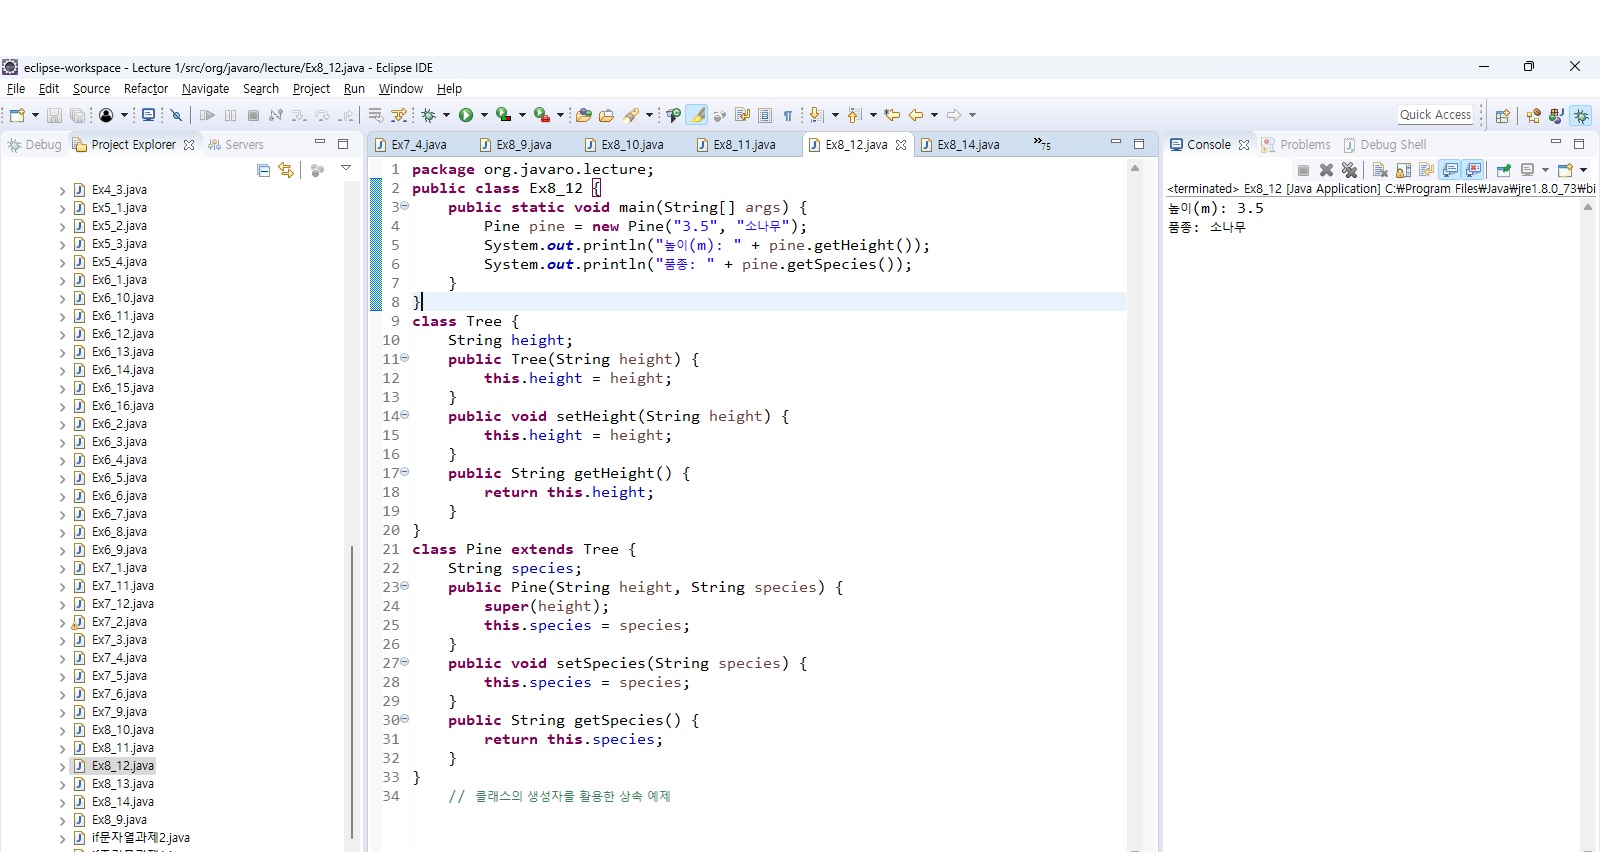 eclipse-workspace - Lecture 1/src/org/javaro/lecture/Ex8_12.java - Eclipse IDE
File Edit Source Refactor Navigate Search Project Run Window Help
Quick Access
Debug Project Explorer Servers
Ex4_3.java
Ex5_1.java
Ex5_2.java
Ex5_3.java
Ex5_4.java
Ex6_1.java
Ex6_10.java
Ex6_11.java
Ex6_12.java
Ex6_13.java
Ex6_14.java
Ex6_15.java
Ex6_16.java
Ex6_2.java
Ex6_3.java
Ex6_4.java
Ex6_5.java
Ex6_6.java
Ex6_7.java
Ex6_8.java
Ex6_9.java
Ex7_1.java
Ex7_11.java
Ex7_12.java
Ex7_2.java
Ex7_3.java
Ex7_4.java
Ex7_5.java
Ex7_6.java
Ex7_9.java
Ex8_10.java
Ex8_11.java
Ex8_12.java
Ex8_13.java
Ex8_14.java
Ex8_9.java
if문자열과제2.java
Ex7_4.java Ex8_9.java Ex8_10.java Ex8_11.java Ex8_12.java Ex8_14.java »75
1 package org.javaro.lecture;
2 public class Ex8_12 {
3 public static void main(String[] args) {
4 Pine pine = new Pine("3.5", "소나무");
5 System.out.println("높이(m): " + pine.getHeight());
6 System.out.println("품종: " + pine.getSpecies());
7 }
8 }
9 class Tree {
10 String height;
11 public Tree(String height) {
12 this.height = height;
13 }
14 public void setHeight(String height) {
15 this.height = height;
16 }
17 public String getHeight() {
18 return this.height;
19 }
20 }
21 class Pine extends Tree {
22 String species;
23 public Pine(String height, String species) {
24 super(height);
25 this.species = species;
26 }
27 public void setSpecies(String species) {
28 this.species = species;
29 }
30 public String getSpecies() {
31 return this.species;
32 }
33 }
34 // 클래스의 생성자를 활용한 상속 예제
Console Problems Debug Shell
<terminated> Ex8_12 [Java Application] C:₩Program Files₩Java₩jre1.8.0_73₩bi
높이(m): 3.5
품종: 소나무